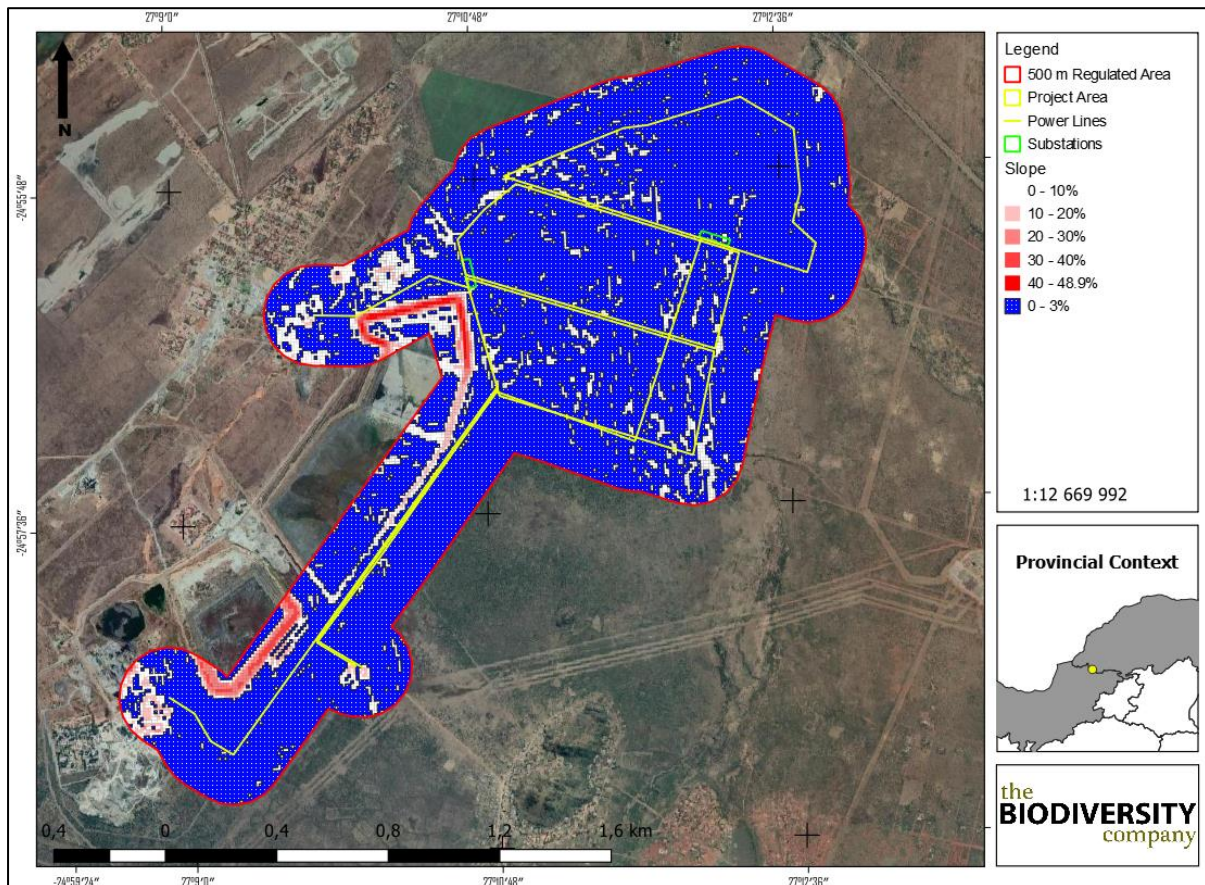 27°9′0″ 27°10′48″ 27°12′36″
N
-24°55′48″
-24°57′36″
0,4 0 0,4 0,8 1,2 1,6 km
-24°59′24″ 27°9′0″ 27°10′48″ 27°12′36″
Legend
500 m Regulated Area
Project Area
Power Lines
Substations
Slope
0 - 10%
10 - 20%
20 - 30%
30 - 40%
40 - 48.9%
0 - 3%
1:12 669 992
Provincial Context
the
BIODIVERSITY
company